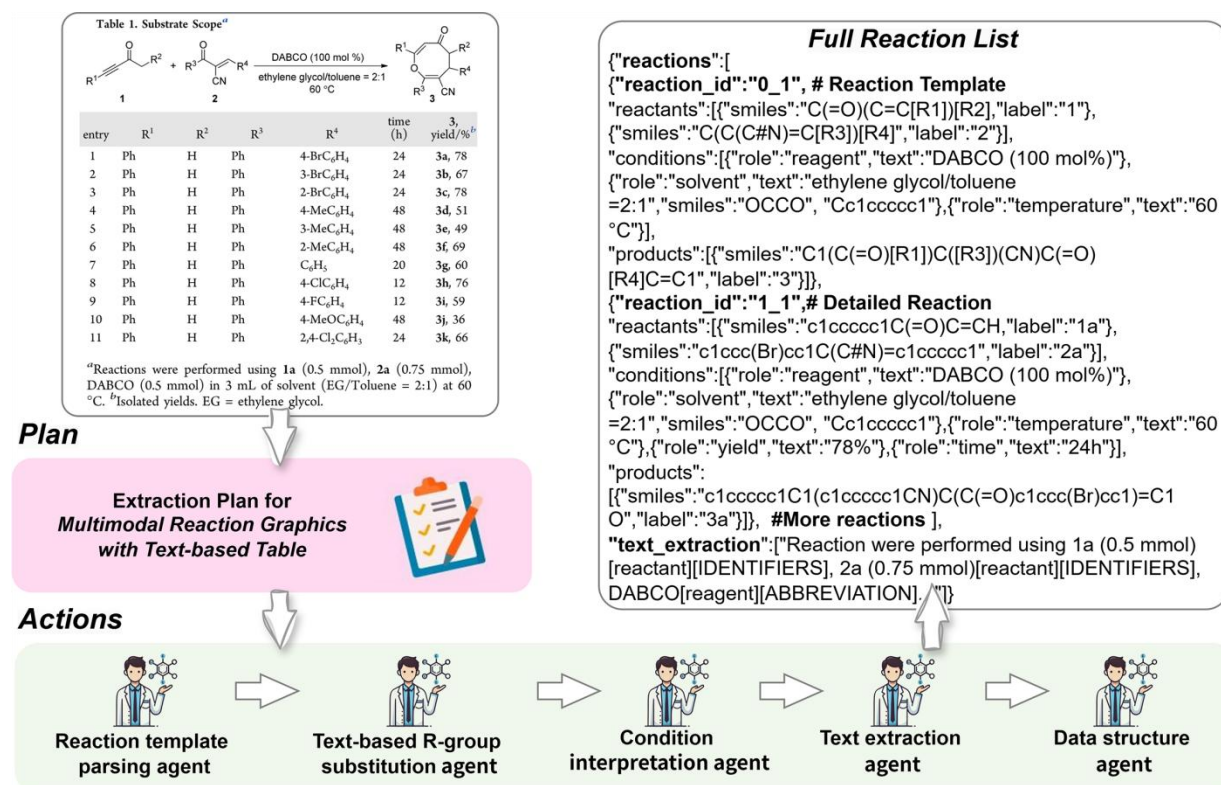 Table 1. Substrate Scopeᵃ
R¹
O
R²
1
+
R³
O
CN
R⁴
2
DABCO (100 mol %)
ethylene glycol/toluene = 2:1
60 °C
R¹
O
R²
R⁴
O
R³
CN
3
entry R¹ R² R³ R⁴ time (h) 3, yield/%ᵇ
1 Ph H Ph 4-BrC₆H₄ 24 3a, 78
2 Ph H Ph 3-BrC₆H₄ 24 3b, 67
3 Ph H Ph 2-BrC₆H₄ 24 3c, 78
4 Ph H Ph 4-MeC₆H₄ 48 3d, 51
5 Ph H Ph 3-MeC₆H₄ 48 3e, 49
6 Ph H Ph 2-MeC₆H₄ 48 3f, 69
7 Ph H Ph C₆H₅ 20 3g, 60
8 Ph H Ph 4-ClC₆H₄ 12 3h, 76
9 Ph H Ph 4-FC₆H₄ 12 3i, 59
10 Ph H Ph 4-MeOC₆H₄ 48 3j, 36
11 Ph H Ph 2,4-Cl₂C₆H₃ 24 3k, 66
ᵃReactions were performed using 1a (0.5 mmol), 2a (0.75 mmol),
DABCO (0.5 mmol) in 3 mL of solvent (EG/Toluene = 2:1) at 60
°C. ᵇIsolated yields. EG = ethylene glycol.
Plan
Extraction Plan for
Multimodal Reaction Graphics
with Text-based Table
Full Reaction List
{"reactions":[
{"reaction_id":"0_1", # Reaction Template
"reactants":[{"smiles":"C(=O)(C=C[R1])[R2],"label":"1"},
{"smiles":"C(C(C#N)=C[R3])[R4]","label":"2"}],
"conditions":[{"role":"reagent","text":"DABCO (100 mol%)"},
{"role":"solvent","text":"ethylene glycol/toluene
=2:1","smiles":"OCCO", "Cc1ccccc1"},{"role":"temperature","text":"60
°C"}],
"products":[{"smiles":"C1(C(=O)[R1])C([R3])(CN)C(=O)
[R4]C=C1","label":"3"}]},
{"reaction_id":"1_1",# Detailed Reaction
"reactants":[{"smiles":"c1ccccc1C(=O)C=CH,"label":"1a"},
{"smiles":"c1ccc(Br)cc1C(C#N)=c1ccccc1","label":"2a"}],
"conditions":[{"role":"reagent","text":"DABCO (100 mol%)"},
{"role":"solvent","text":"ethylene glycol/toluene
=2:1","smiles":"OCCO", "Cc1ccccc1"},{"role":"temperature","text":"60
°C"},{"role":"yield","text":"78%"},{"role":"time","text":"24h"}],
"products":
[{"smiles":"c1ccccc1C1(c1ccccc1CN)C(C(=O)c1ccc(Br)cc1)=C1
O","label":"3a"}]}, #More reactions ],
"text_extraction":["Reaction were performed using 1a (0.5 mmol)
[reactant][IDENTIFIERS], 2a (0.75 mmol)[reactant][IDENTIFIERS],
DABCO[reagent][ABBREVIATION]. "]}
Actions
Reaction template
parsing agent
Text-based R-group
substitution agent
Condition
interpretation agent
Text extraction
agent
Data structure
agent